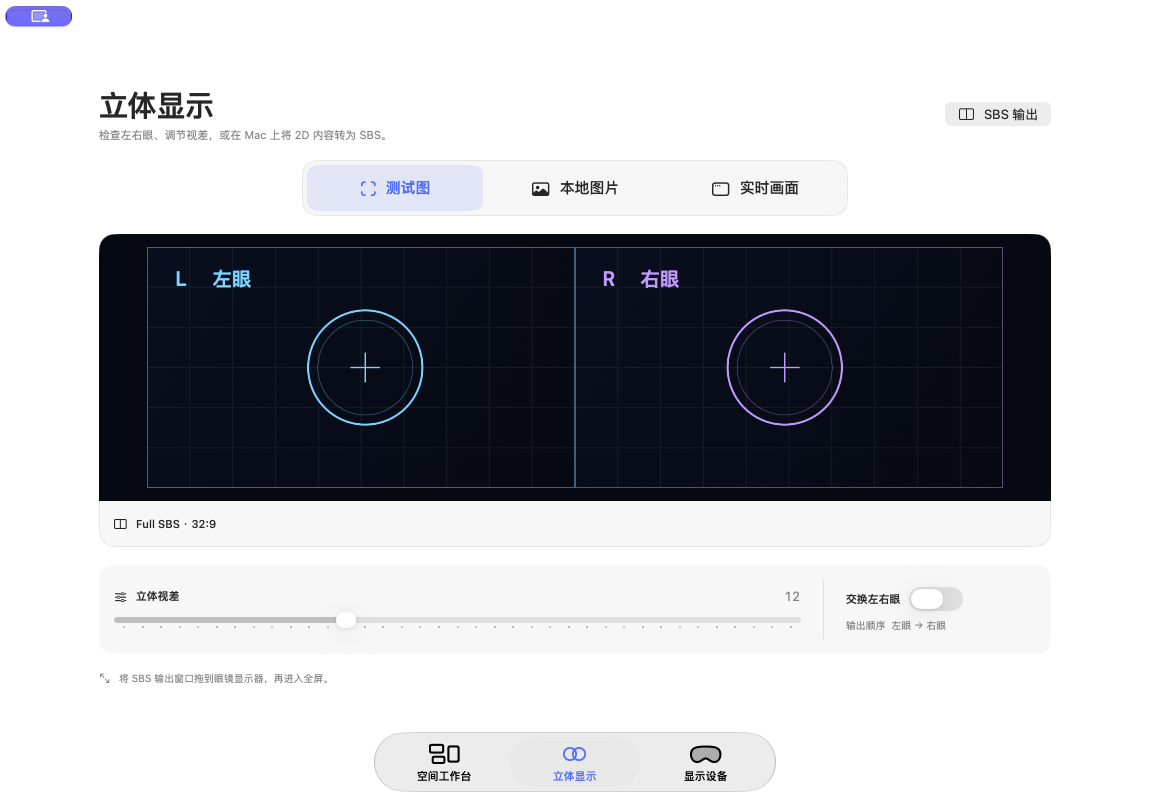 立体显示
检查左右眼、调节视差，或在 Mac 上将 2D 内容转为 SBS。
SBS 输出
测试图
本地图片
实时画面
L 左眼
R 右眼
Full SBS · 32:9
立体视差
12
交换左右眼
输出顺序 左眼 → 右眼
将 SBS 输出窗口拖到眼镜显示器，再进入全屏。
空间工作台
立体显示
显示设备